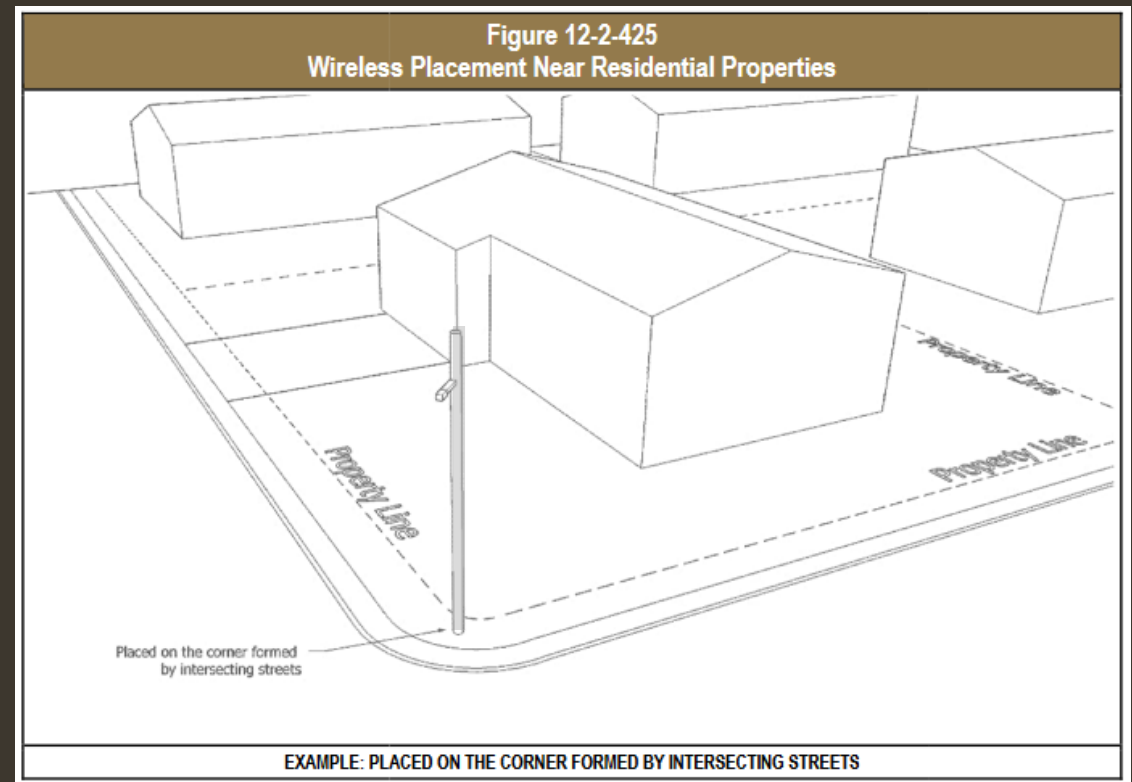 Figure 12-2-425
Wireless Placement Near Residential Properties
Property Line
Property Line
Property Line
Placed on the corner formed
by intersecting streets
EXAMPLE: PLACED ON THE CORNER FORMED BY INTERSECTING STREETS